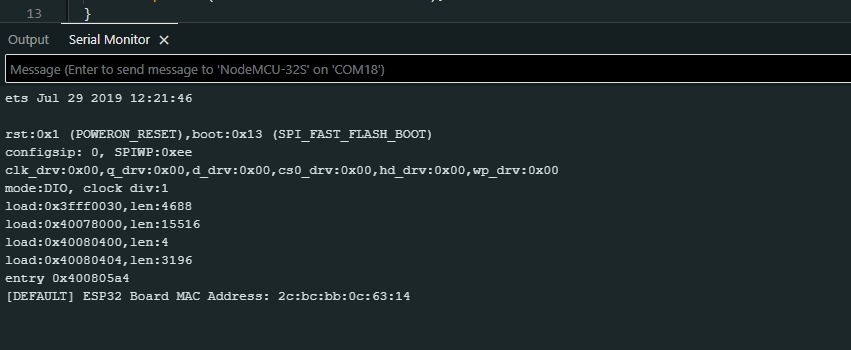 13 }
Output Serial Monitor
Message (Enter to send message to 'NodeMCU-32S' on 'COM18')
ets Jul 29 2019 12:21:46
rst:0x1 (POWERON_RESET),boot:0x13 (SPI_FAST_FLASH_BOOT)
configsip: 0, SPIWP:0xee
clk_drv:0x00,q_drv:0x00,d_drv:0x00,cs0_drv:0x00,hd_drv:0x00,wp_drv:0x00
mode:DIO, clock div:1
load:0x3fff0030,len:4688
load:0x40078000,len:15516
load:0x40080400,len:4
load:0x40080404,len:3196
entry 0x400805a4
[DEFAULT] ESP32 Board MAC Address: 2c:bc:bb:0c:63:14